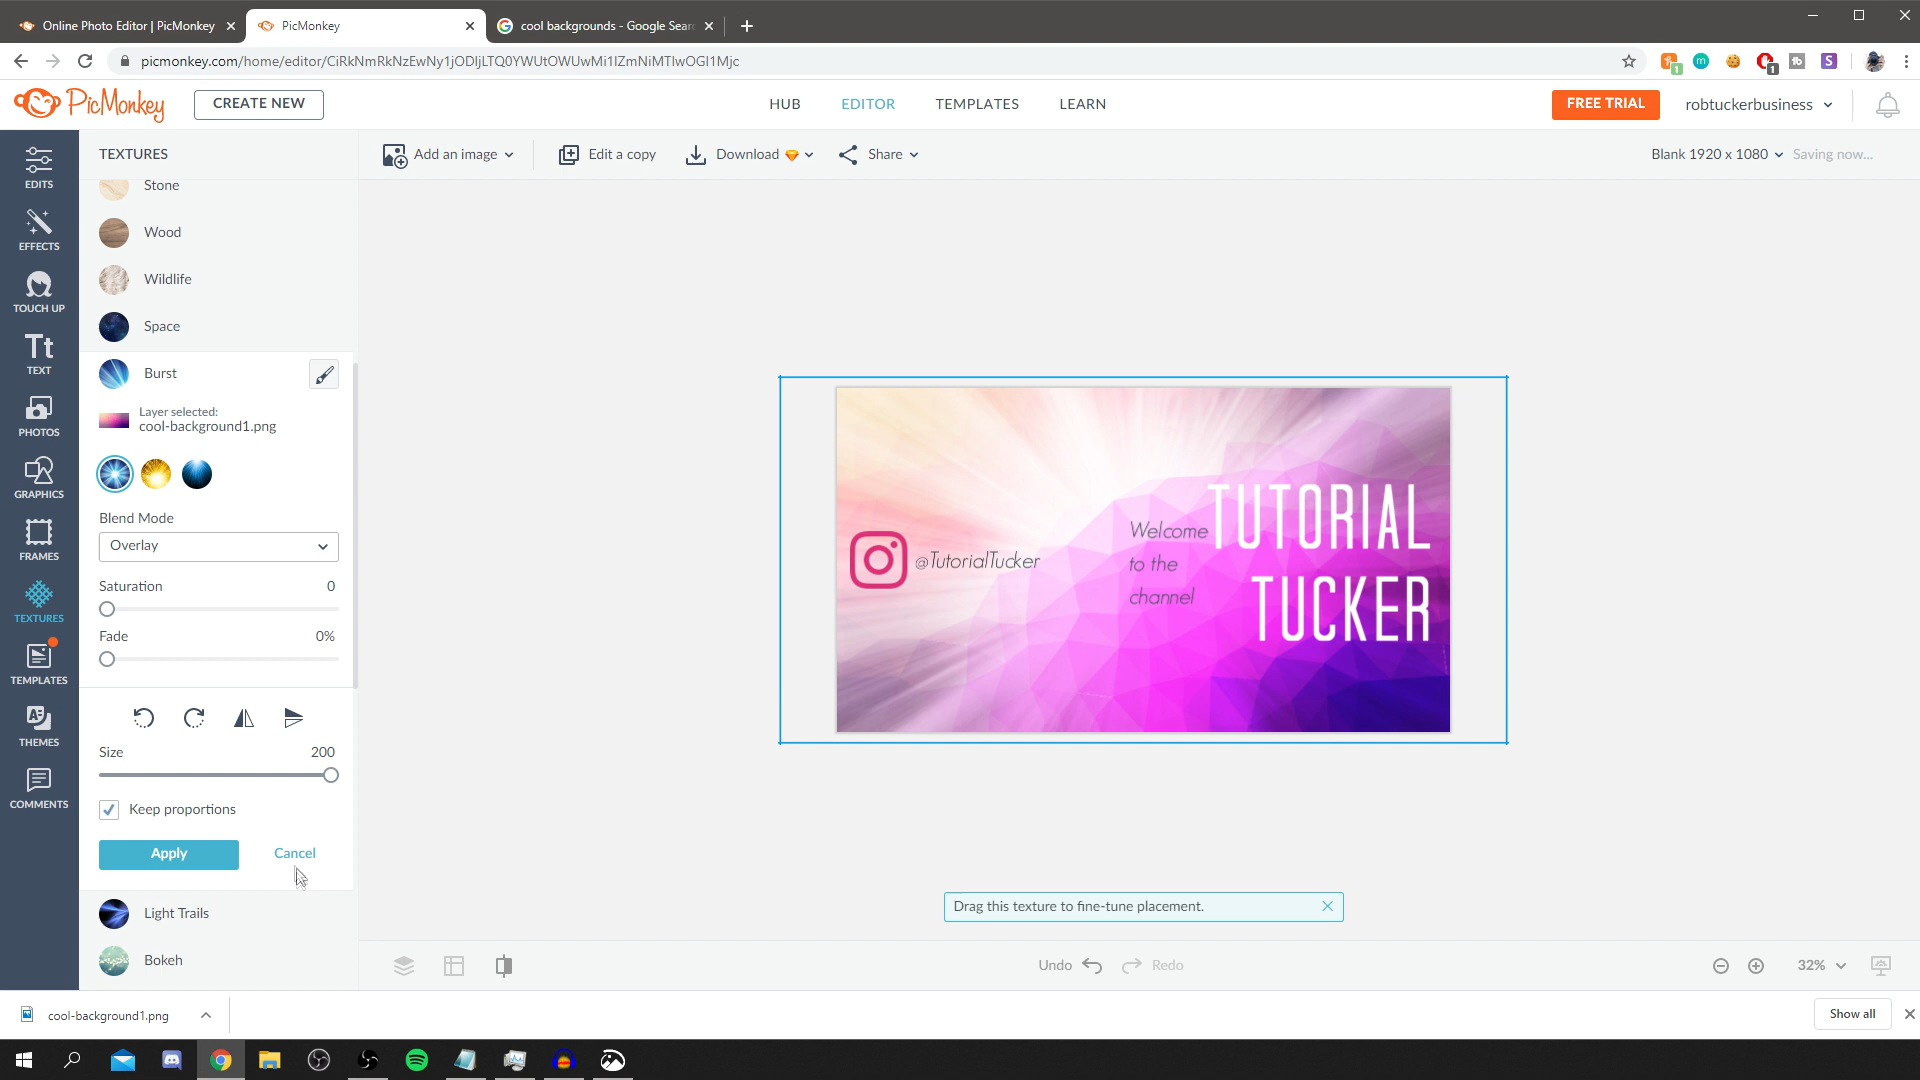 Online Photo Editor | PicMonkey
PicMonkey
cool backgrounds - Google Sear
picmonkey.com/home/editor/CiRkNmRkNzEwNy1jODljLTQ0YWUtOWUwMi1lZmNiMTIwOGI1Mjc
1
1
PicMonkey
CREATE NEW
HUB
EDITOR
TEMPLATES
LEARN
FREE TRIAL
robtuckerbusiness
EDITS
EFFECTS
TOUCH UP
Tt
TEXT
PHOTOS
GRAPHICS
FRAMES
TEXTURES
TEMPLATES
THEMES
COMMENTS
TEXTURES
Add an image
Edit a copy
Download
Share
Blank 1920 x 1080
Saving now...
Stone
Wood
Wildlife
Space
Burst
Layer selected:
cool-background1.png
Blend Mode
Overlay
Saturation 0
Fade 0%
Size 200
Keep proportions
Apply
Cancel
Light Trails
Bokeh
@TutorialTucker
Welcome
to the
channel
TUTORIAL
TUCKER
Drag this texture to fine-tune placement.
Undo
Redo
32%
cool-background1.png
Show all